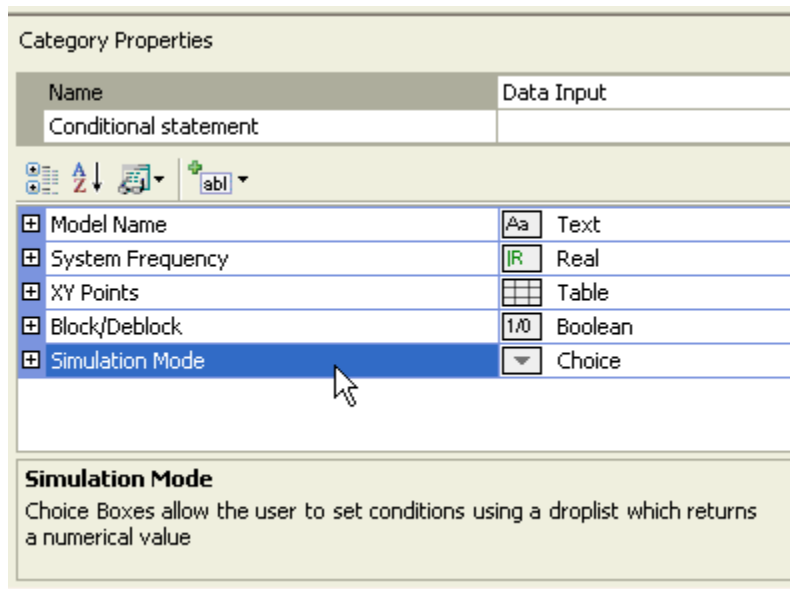 Category Properties
Name Data Input
Conditional statement
A Z abl
Model Name Aa Text
System Frequency |R Real
XY Points Table
Block/Deblock 1/0 Boolean
Simulation Mode Choice
Simulation Mode
Choice Boxes allow the user to set conditions using a droplist which returns
a numerical value